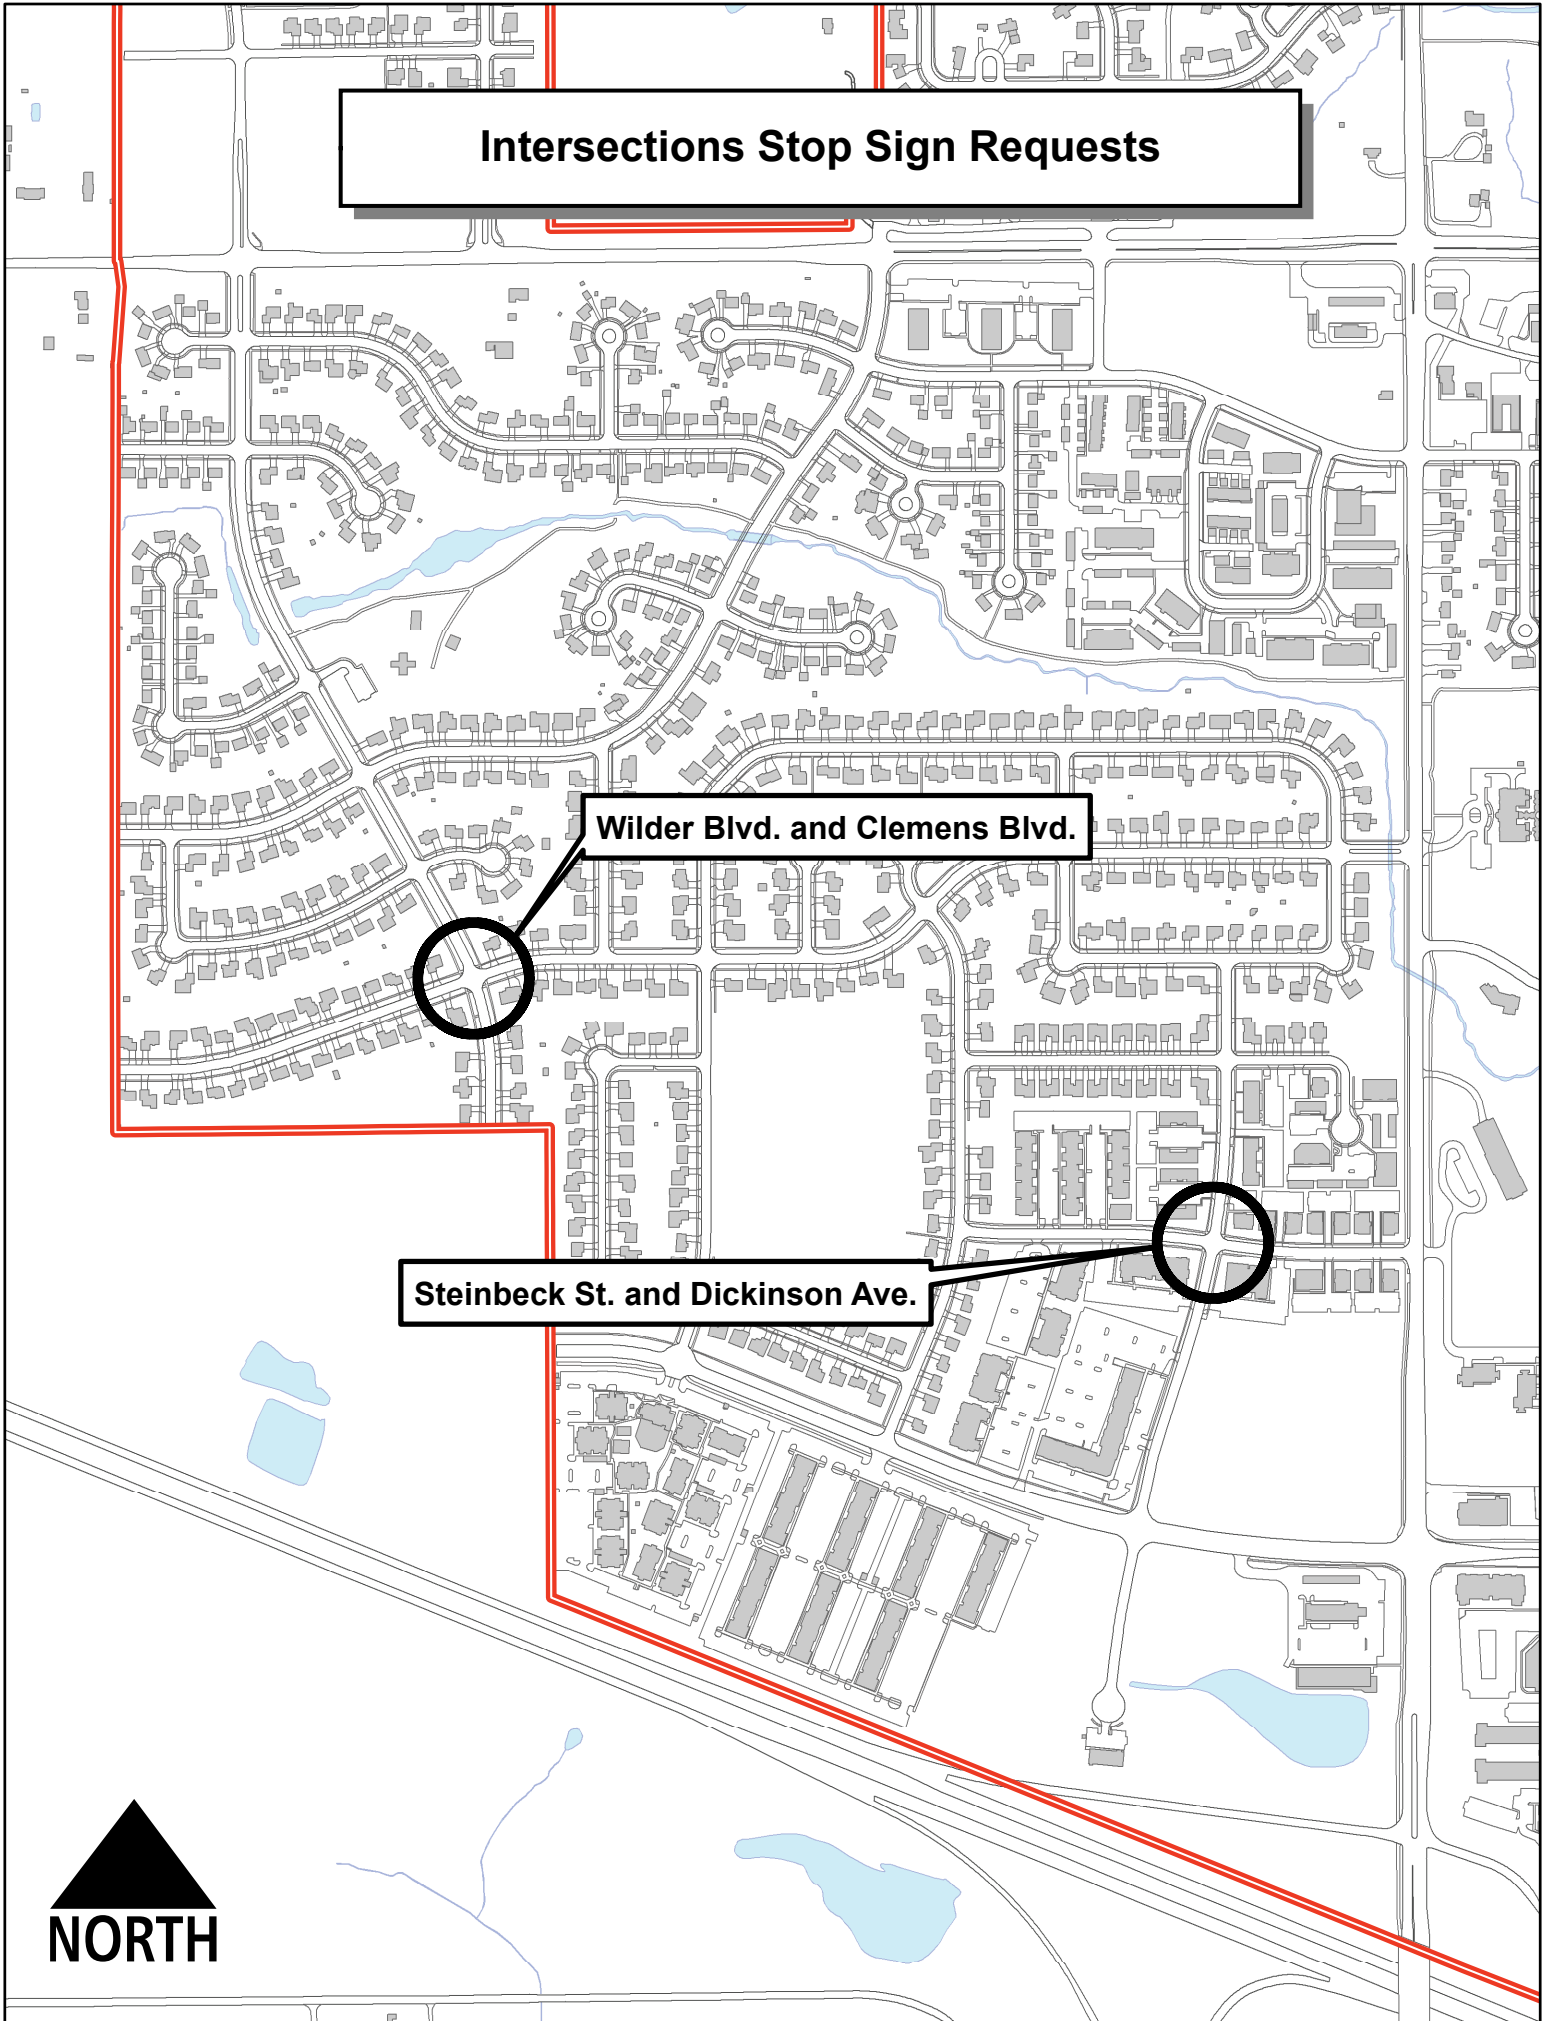 Intersections Stop Sign Requests
Wilder Blvd. and Clemens Blvd.
Steinbeck St. and Dickinson Ave.
NORTH